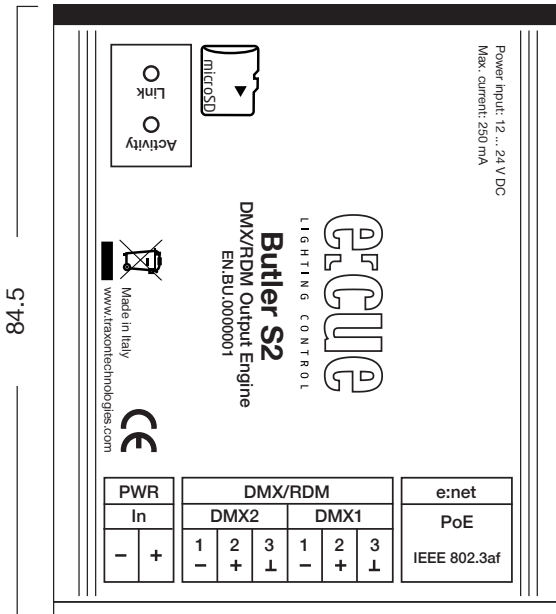 84.5
Link
Activity
microSD
Power input: 12 ... 24 V DC
Max. current: 250 mA
e:cue
LIGHTING CONTROL
Butler S2
DMX/RDM Output Engine
EN.BU.0000001
Made in Italy
www.traxontechnologies.com
CE
PWR DMX/RDM e:net
In DMX2 DMX1 PoE
1 2 3 1 2 3
− + − + ⊥ − + ⊥ IEEE 802.3af